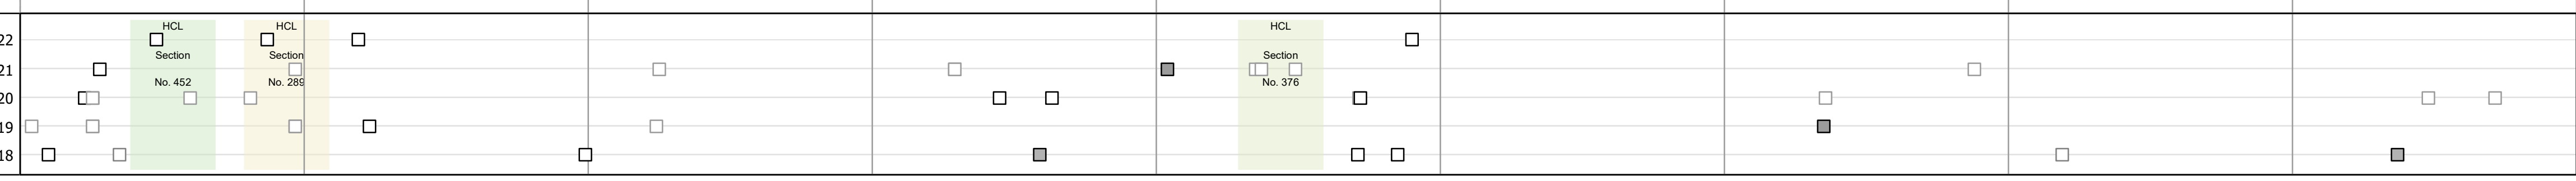 22
HCL
HCL
HCL
Section
Section
Section
21
No. 452
No. 289
No. 376
20
19
18